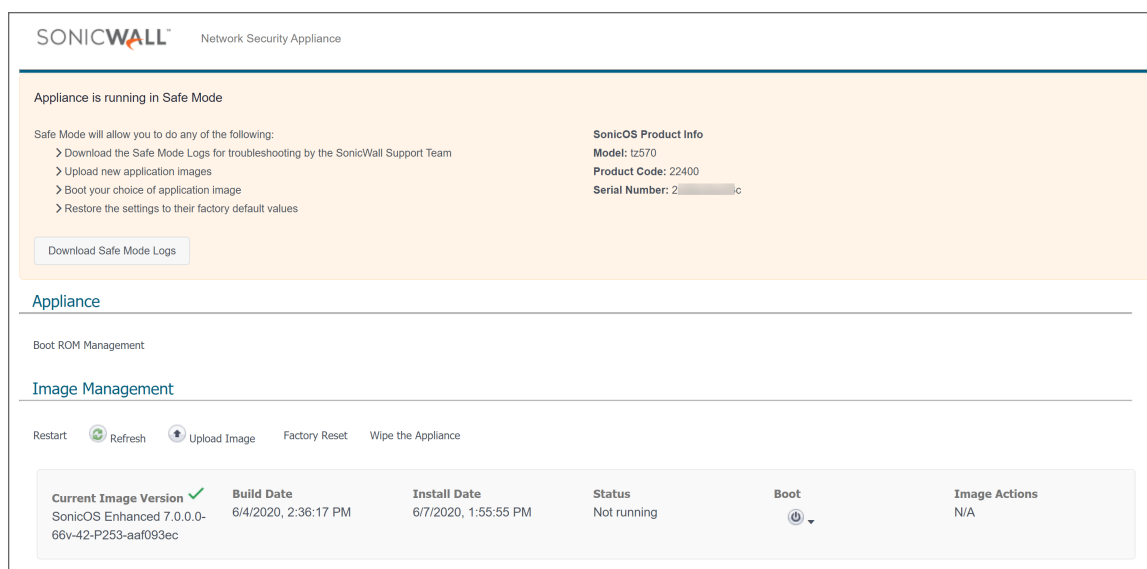 SONICWALL™ Network Security Appliance
Appliance is running in Safe Mode
Safe Mode will allow you to do any of the following:
Download the Safe Mode Logs for troubleshooting by the SonicWall Support Team
Upload new application images
Boot your choice of application image
Restore the settings to their factory default values
Download Safe Mode Logs
SonicOS Product Info
Model: tz570
Product Code: 22400
Serial Number: 2 c
Appliance
Boot ROM Management
Image Management
Restart Refresh Upload Image Factory Reset Wipe the Appliance
Current Image Version Build Date Install Date Status Boot Image Actions
SonicOS Enhanced 7.0.0.0- 6/4/2020, 2:36:17 PM 6/7/2020, 1:55:55 PM Not running N/A
66v-42-P253-aaf093ec